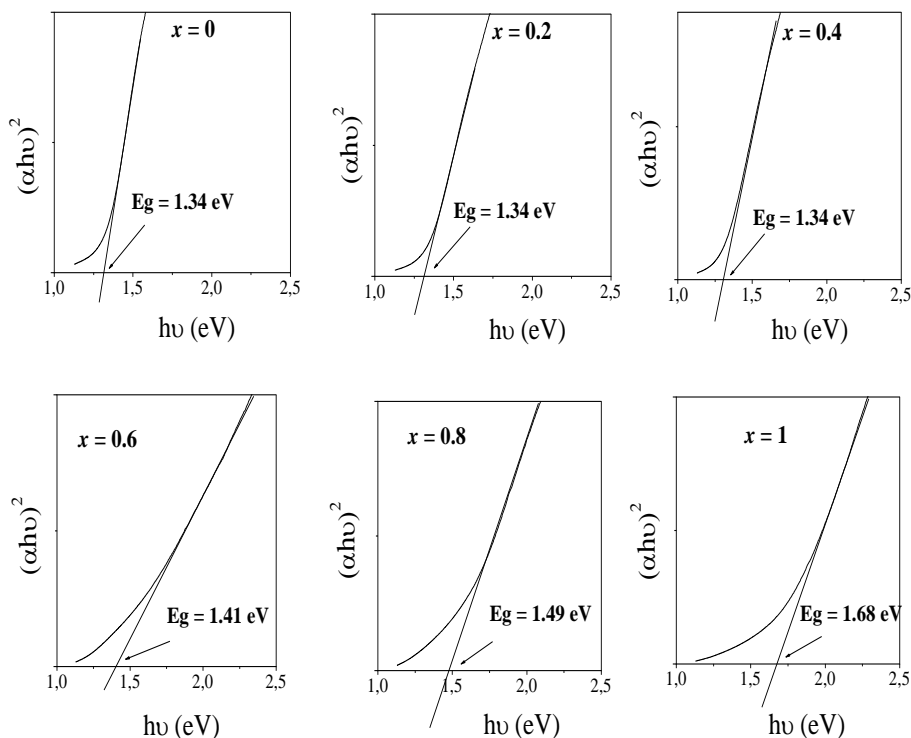 x = 0
(αhυ)²
Eg = 1.34 eV
1,0 1,5 2,0 2,5
hυ (eV)
x = 0.2
(αhυ)²
Eg = 1.34 eV
1,0 1,5 2,0 2,5
hυ (eV)
x = 0.4
(αhυ)²
Eg = 1.34 eV
1,0 1,5 2,0 2,5
hυ (eV)
x = 0.6
(αhυ)²
Eg = 1.41 eV
1,0 1,5 2,0 2,5
hυ (eV)
x = 0.8
(αhυ)²
Eg = 1.49 eV
1,0 1,5 2,0 2,5
hυ (eV)
x = 1
(αhυ)²
Eg = 1.68 eV
1,0 1,5 2,0 2,5
hυ (eV)